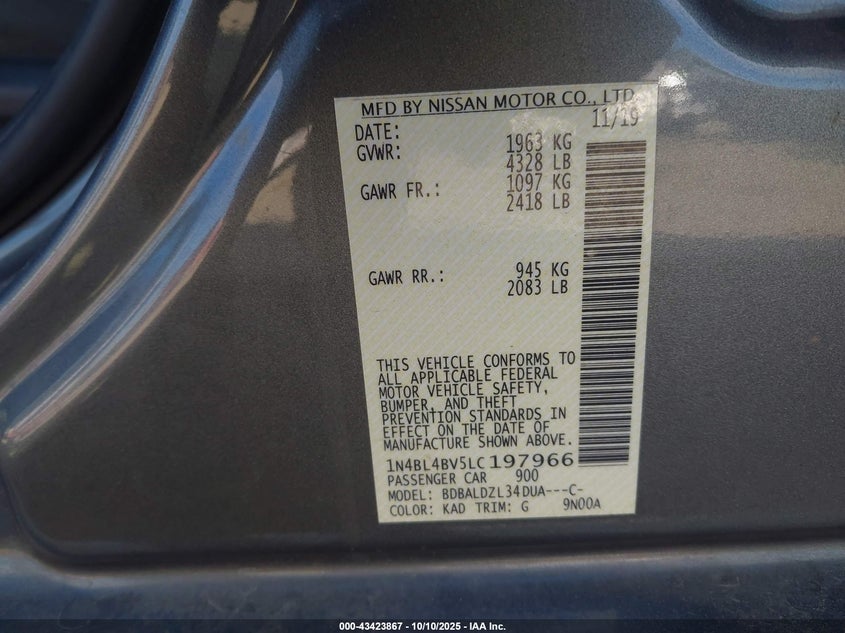 MFD BY NISSAN MOTOR CO., LTD
DATE: 11/19
GVWR: 1963 KG
4328 LB
GAWR FR.: 1097 KG
2418 LB
GAWR RR.: 945 KG
2083 LB
THIS VEHICLE CONFORMS TO
ALL APPLICABLE FEDERAL
MOTOR VEHICLE SAFETY,
BUMPER, AND THEFT
PREVENTION STANDARDS IN
EFFECT ON THE DATE OF
MANUFACTURE SHOWN ABOVE.
1N4BL4BV5LC197966
PASSENGER CAR 900
MODEL: BDBALDZL34DUA---C-
COLOR: KAD TRIM: G 9N00A
000-43423867 - 10/10/2025 - IAA Inc.